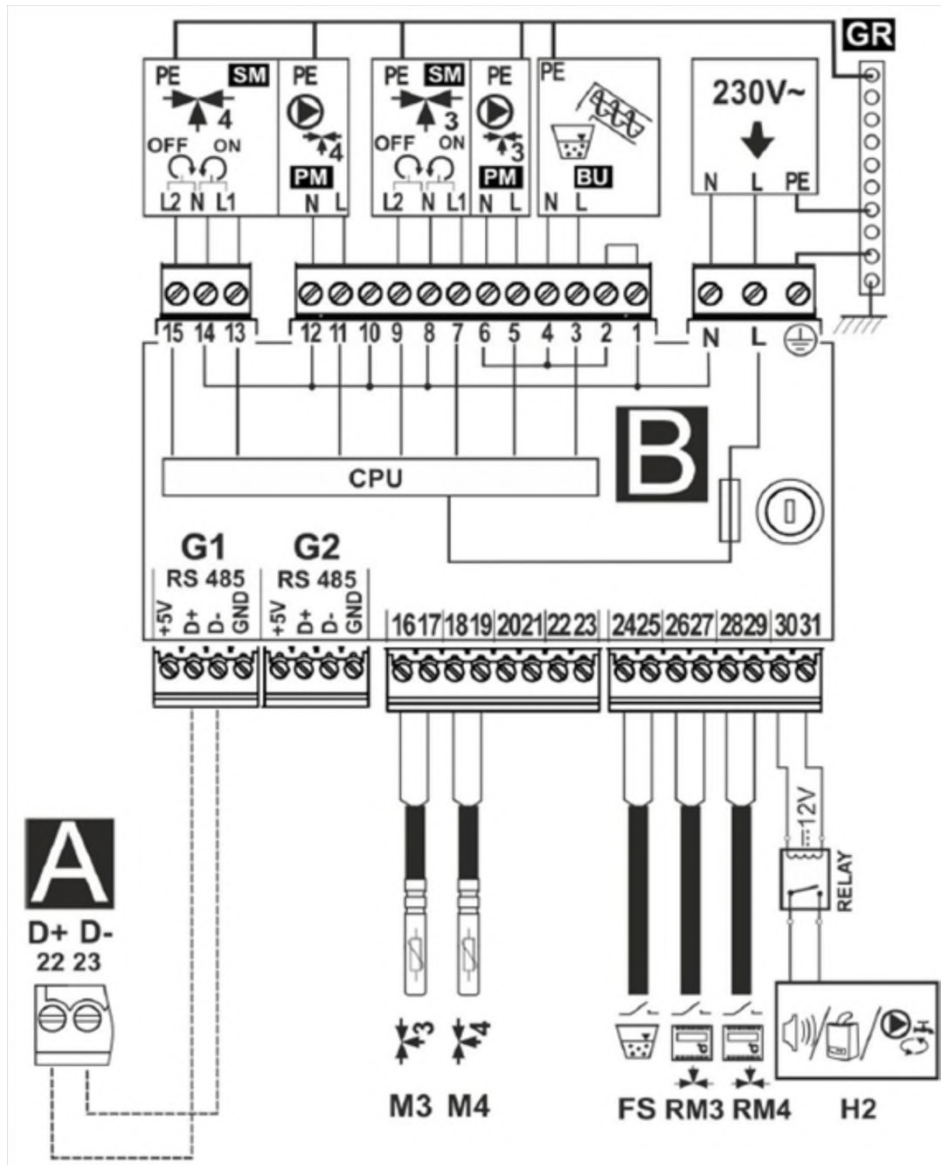 GR
PE SM PE PE SM PE PE
230V~
4 4 3 3
OFF ON OFF ON
PM PM BU
N L PE
L2 N L1 N L L2 N L1 N L N L
15 14 13 12 11 10 9 8 7 6 5 4 3 2 1 N L
CPU
B
G1 G2
RS 485 RS 485
+5V D+ D- GND +5V D+ D- GND
16 17 18 19 20 21 22 23 24 25 26 27 28 29 30 31
12V
RELAY
A
D+ D-
22 23
3 4
H
M3 M4 FS RM3 RM4 H2